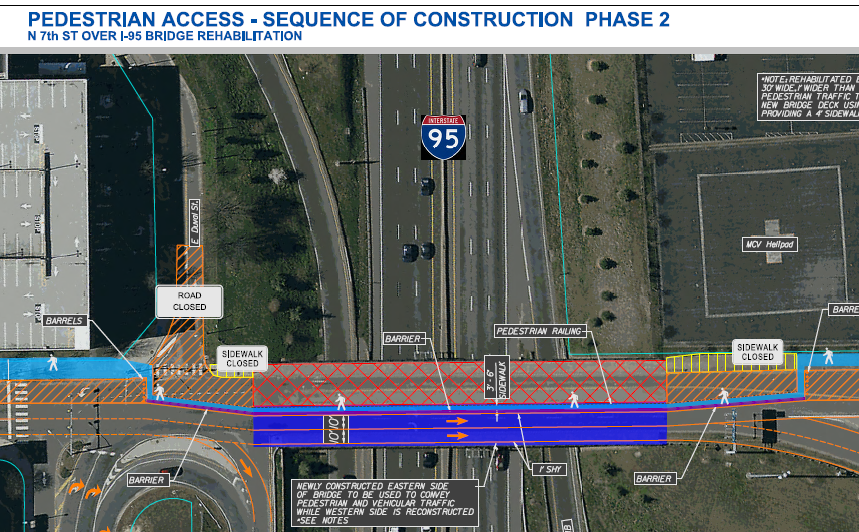 PEDESTRIAN ACCESS - SEQUENCE OF CONSTRUCTION PHASE 2
N 7th ST OVER I-95 BRIDGE REHABILITATION
*NOTE: REHABILITATED B
30' WIDE, 1' WIDER THAN
PEDESTRIAN TRAFFIC T
NEW BRIDGE DECK USIN
PROVIDING A 4' SIDEWALK
INTERSTATE
95
E Duval St.
MCV Helipad
ROAD
CLOSED
BARRELS
BARRE
BARRIER
PEDESTRIAN RAILING
SIDEWALK
CLOSED
SIDEWALK
CLOSED
3'- 6"
SIDEWALK
10' 10'
1' SHY
BARRIER
BARRIER
NEWLY CONSTRUCTED EASTERN SIDE
OF BRIDGE TO BE USED TO CONVEY
PEDESTRIAN AND VEHICULAR TRAFFIC
WHILE WESTERN SIDE IS RECONSTRUCTED
*SEE NOTES